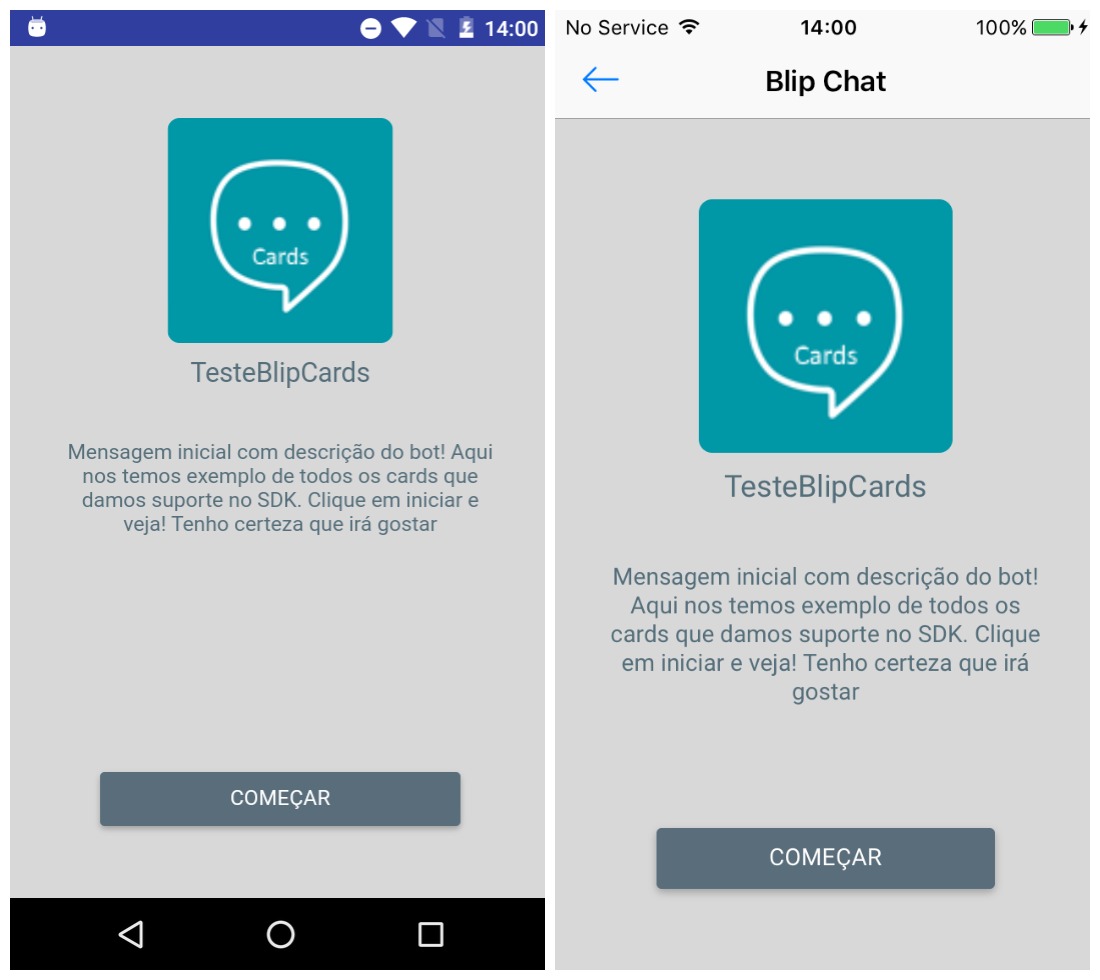 14:00
Cards
TesteBlipCards
Mensagem inicial com descrição do bot! Aqui
nos temos exemplo de todos os cards que
damos suporte no SDK. Clique em iniciar e
veja! Tenho certeza que irá gostar
COMEÇAR
No Service 14:00 100%
Blip Chat
Cards
TesteBlipCards
Mensagem inicial com descrição do bot!
Aqui nos temos exemplo de todos os
cards que damos suporte no SDK. Clique
em iniciar e veja! Tenho certeza que irá
gostar
COMEÇAR